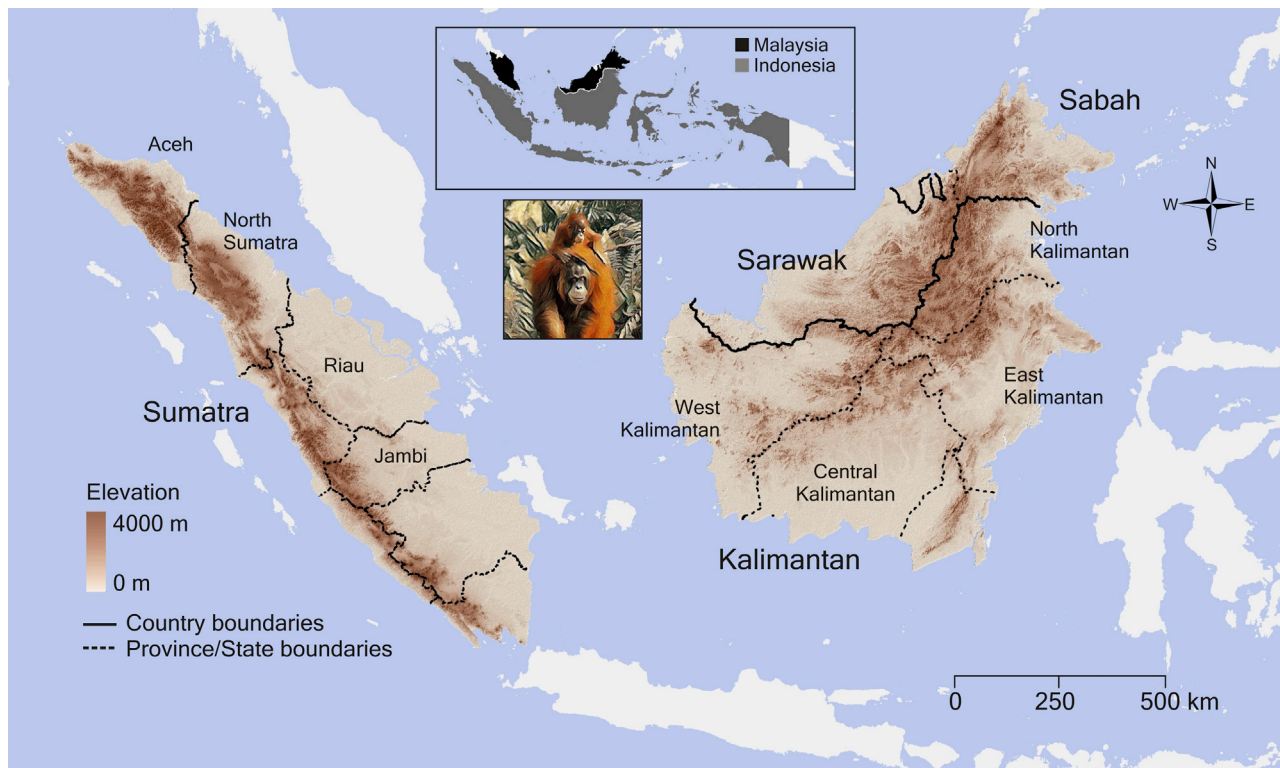 Malaysia
Indonesia
Sabah
Aceh
N
W
E
S
North
Sumatra
North
Kalimantan
Sarawak
Riau
East
Kalimantan
Sumatra
West
Kalimantan
Jambi
Central
Kalimantan
Elevation
4000 m
0 m
Kalimantan
Country boundaries
Province/State boundaries
0 250 500 km